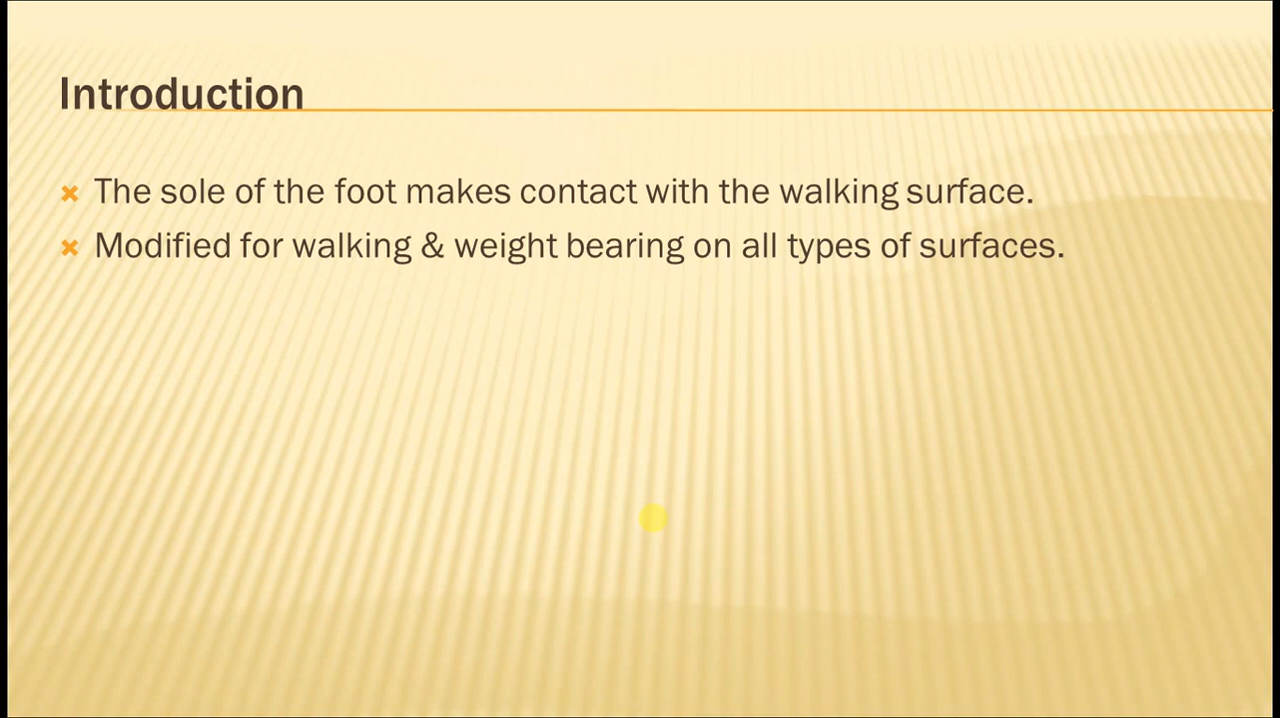 Introduction
The sole of the foot makes contact with the walking surface.
Modified for walking & weight bearing on all types of surfaces.